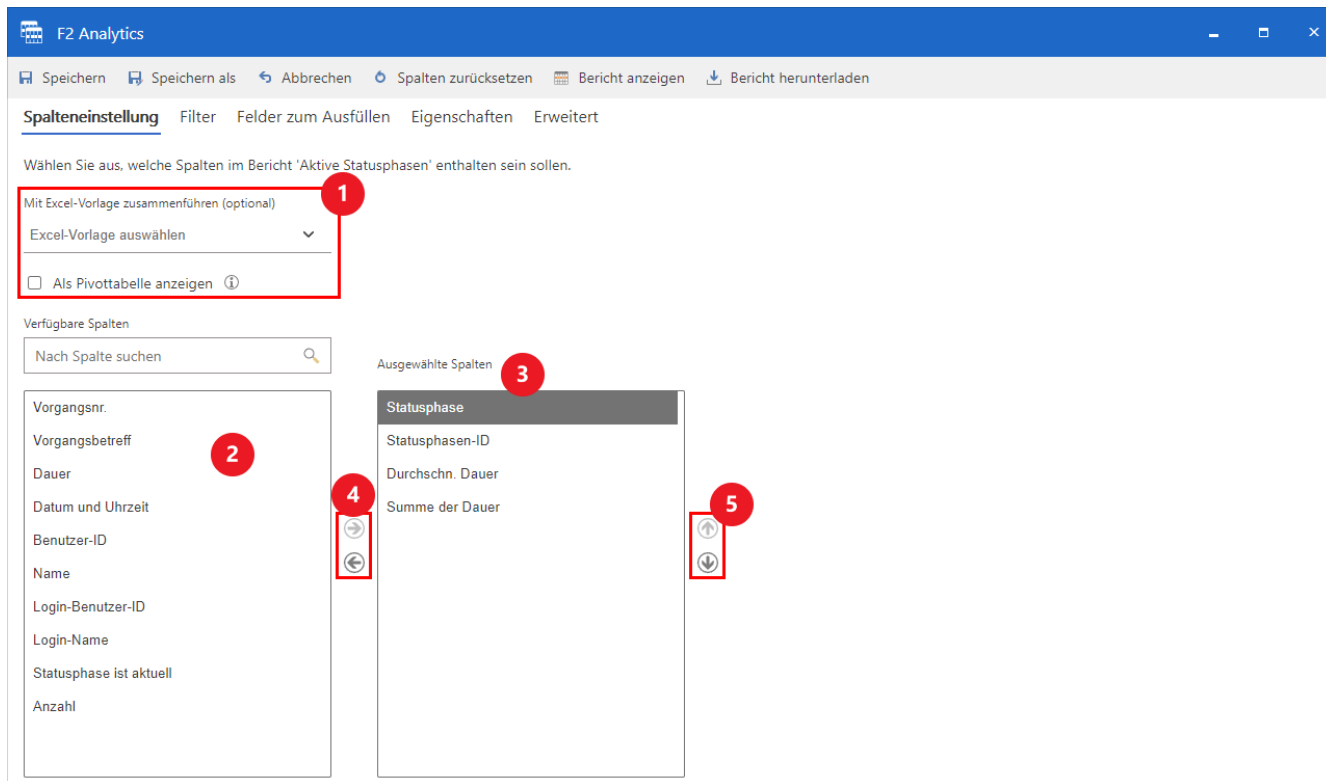 F2 Analytics
Speichern Speichern als Abbrechen Spalten zurücksetzen Bericht anzeigen Bericht herunterladen
Spalteneinstellung Filter Felder zum Ausfüllen Eigenschaften Erweitert
Wählen Sie aus, welche Spalten im Bericht 'Aktive Statusphasen' enthalten sein sollen.
1
Mit Excel-Vorlage zusammenführen (optional)
Excel-Vorlage auswählen
Als Pivottabelle anzeigen
Verfügbare Spalten
Nach Spalte suchen
Vorgangsnr.
Vorgangsbetreff
2
Dauer
Datum und Uhrzeit
Benutzer-ID
Name
Login-Benutzer-ID
Login-Name
Statusphase ist aktuell
Anzahl
4
Ausgewählte Spalten
3
Statusphase
Statusphasen-ID
Durchschn. Dauer
Summe der Dauer
5